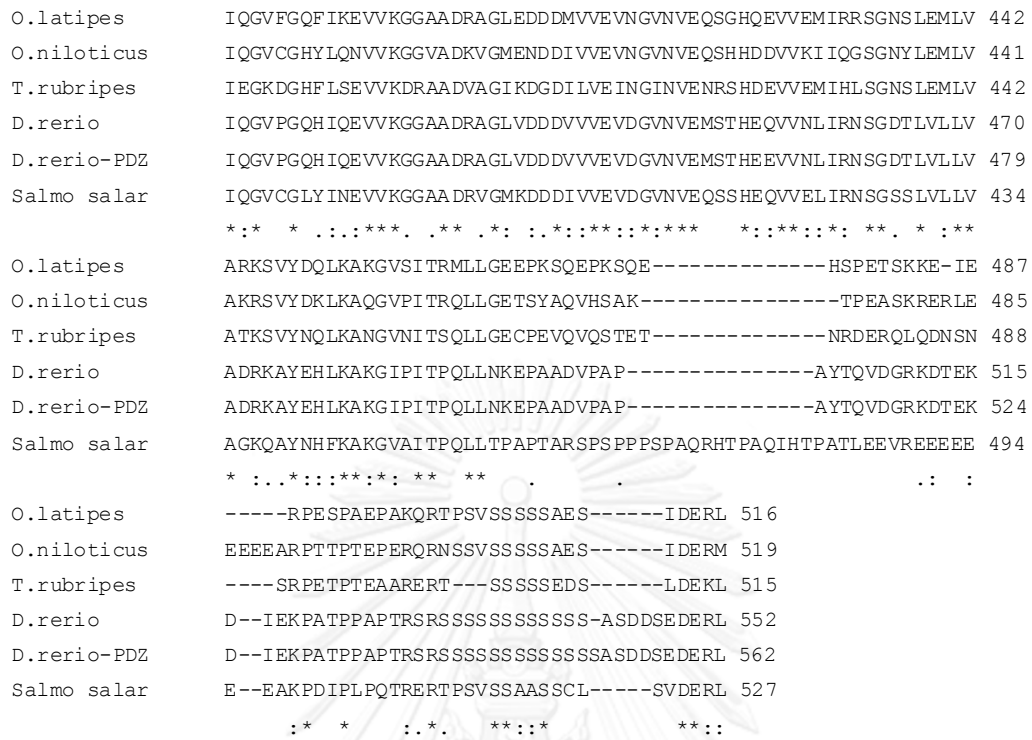 O.latipes IQGVFGQFIKEVVKGGAADRAGLEDDDMVVEVNGVNVEQSGHQEVVEMIRRSGNSLEMLV 442
O.niloticus IQGVCGHYLQNVVKGGVADKVGMENDDIVVEVNGVNVEQSHHDDVVKIIQGSGNYLEMLV 441
T.rubripes IEGKDGHFLSEVVKDRAADVAGIKDGDILVEINGINVENRSHDEVVEMIHLSGNSLEMLV 442
D.rerio IQGVPGQHIQEVVKGGAADRAGLVDDDVVVEVDGVNVEMSTHEQVVNLIRNSGDTLVLLV 470
D.rerio-PDZ IQGVPGQHIQEVVKGGAADRAGLVDDDVVVEVDGVNVEMSTHEEVVNLIRNSGDTLVLLV 479
Salmo salar IQGVCGLYINEVVKGGAADRVGMKDDDIVVEVDGVNVEQSSHEQVVELIRNSGSSLVLLV 434
*:* * .:.:***. .** .*: :.*::**::*:*** *::**::*: **. * :**
O.latipes ARKSVYDQLKAKGVSITRMLLGEEPKSQEPKSQE--------------HSPETSKKE-IE 487
O.niloticus AKRSVYDKLKAQGVPITRQLLGETSYAQVHSAK----------------TPEASKRERLE 485
T.rubripes ATKSVYNQLKANGVNITSQLLGECPEVQVQSTET--------------NRDERQLQDNSN 488
D.rerio ADRKAYEHLKAKGIPITPQLLNKEPAADVPAP---------------AYTQVDGRKDTEK 515
D.rerio-PDZ ADRKAYEHLKAKGIPITPQLLNKEPAADVPAP---------------AYTQVDGRKDTEK 524
Salmo salar AGKQAYNHFKAKGVAITPQLLTPAPTARSPSPPPSPAQRHTPAQIHTPATLEEVREEEEE 494
* :..*:::**:*: ** ** . . .: :
O.latipes -----RPESPAEPAKQRTPSVSSSSSAES------IDERL 516
O.niloticus EEEEARPTTPTEPERQRNSSVSSSSSAES------IDERM 519
T.rubripes ----SRPETPTEAARERT---SSSSSEDS------LDEKL 515
D.rerio D--IEKPATPPAPTRSRSSSSSSSSSSSSS-ASDDSEDERL 552
D.rerio-PDZ D--IEKPATPPAPTRSRSSSSSSSSSSSSSSASDDSEDERL 562
Salmo salar E--EAKPDIPLPQTRERTPSVSSAASSCL-----SVDERL 527
:* * :.*. **::* **::